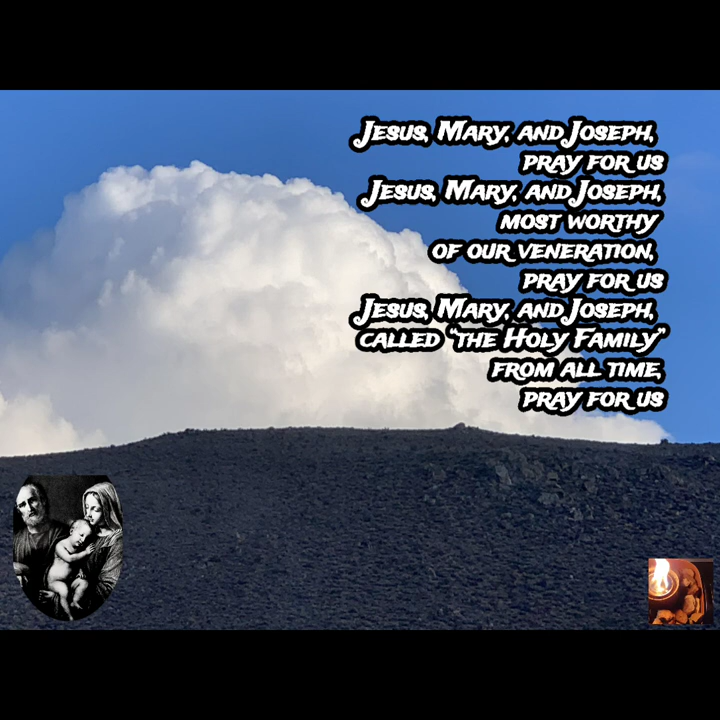 Jesus, Mary, and Joseph,
pray for us
Jesus, Mary, and Joseph,
most worthy
of our veneration,
pray for us
Jesus, Mary, and Joseph,
called “the Holy Family”
from all time,
pray for us